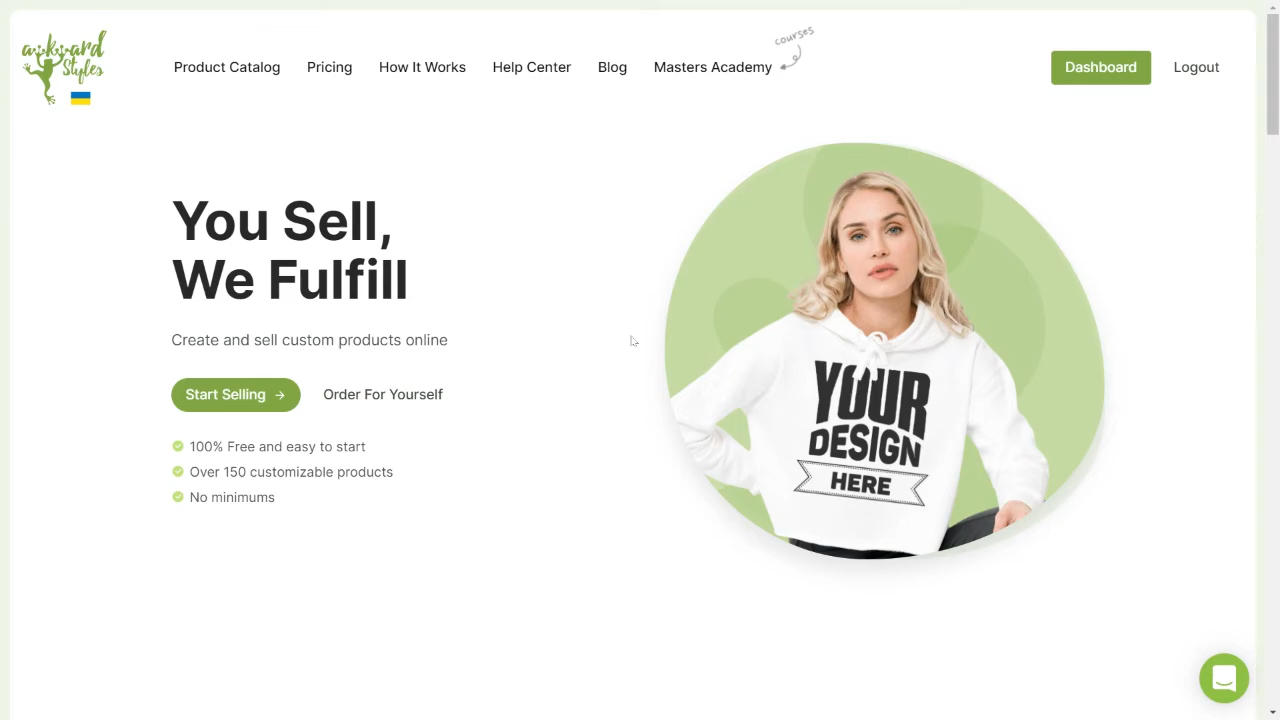 awkward
Styles
Product Catalog
Pricing
How It Works
Help Center
Blog
Masters Academy
courses
Dashboard
Logout
You Sell,
We Fulfill
Create and sell custom products online
Start Selling →
Order For Yourself
100% Free and easy to start
Over 150 customizable products
No minimums
YOUR
DESIGN
HERE